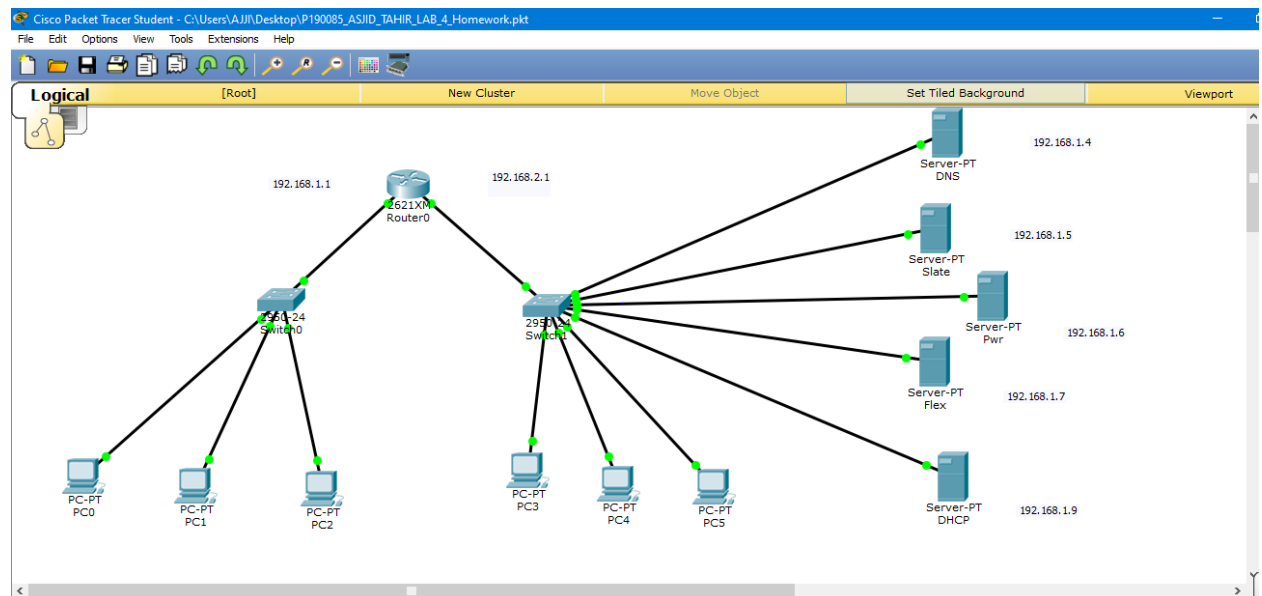 Cisco Packet Tracer Student - C:\Users\AJJI\Desktop\P190085_ASJID_TAHIR_LAB_4_Homework.pkt
File Edit Options View Tools Extensions Help
Logical [Root] New Cluster Move Object Set Tiled Background Viewport
Server-PT
DNS
192.168.1.4
192.168.1.1
2621XM
Router0
192.168.2.1
Server-PT
Slate
192.168.1.5
2950-24
Switch0
2950-24
Switch1
Server-PT
Pwr
192.168.1.6
Server-PT
Flex
192.168.1.7
PC-PT
PC0
PC-PT
PC1
PC-PT
PC2
PC-PT
PC3
PC-PT
PC4
PC-PT
PC5
Server-PT
DHCP
192.168.1.9